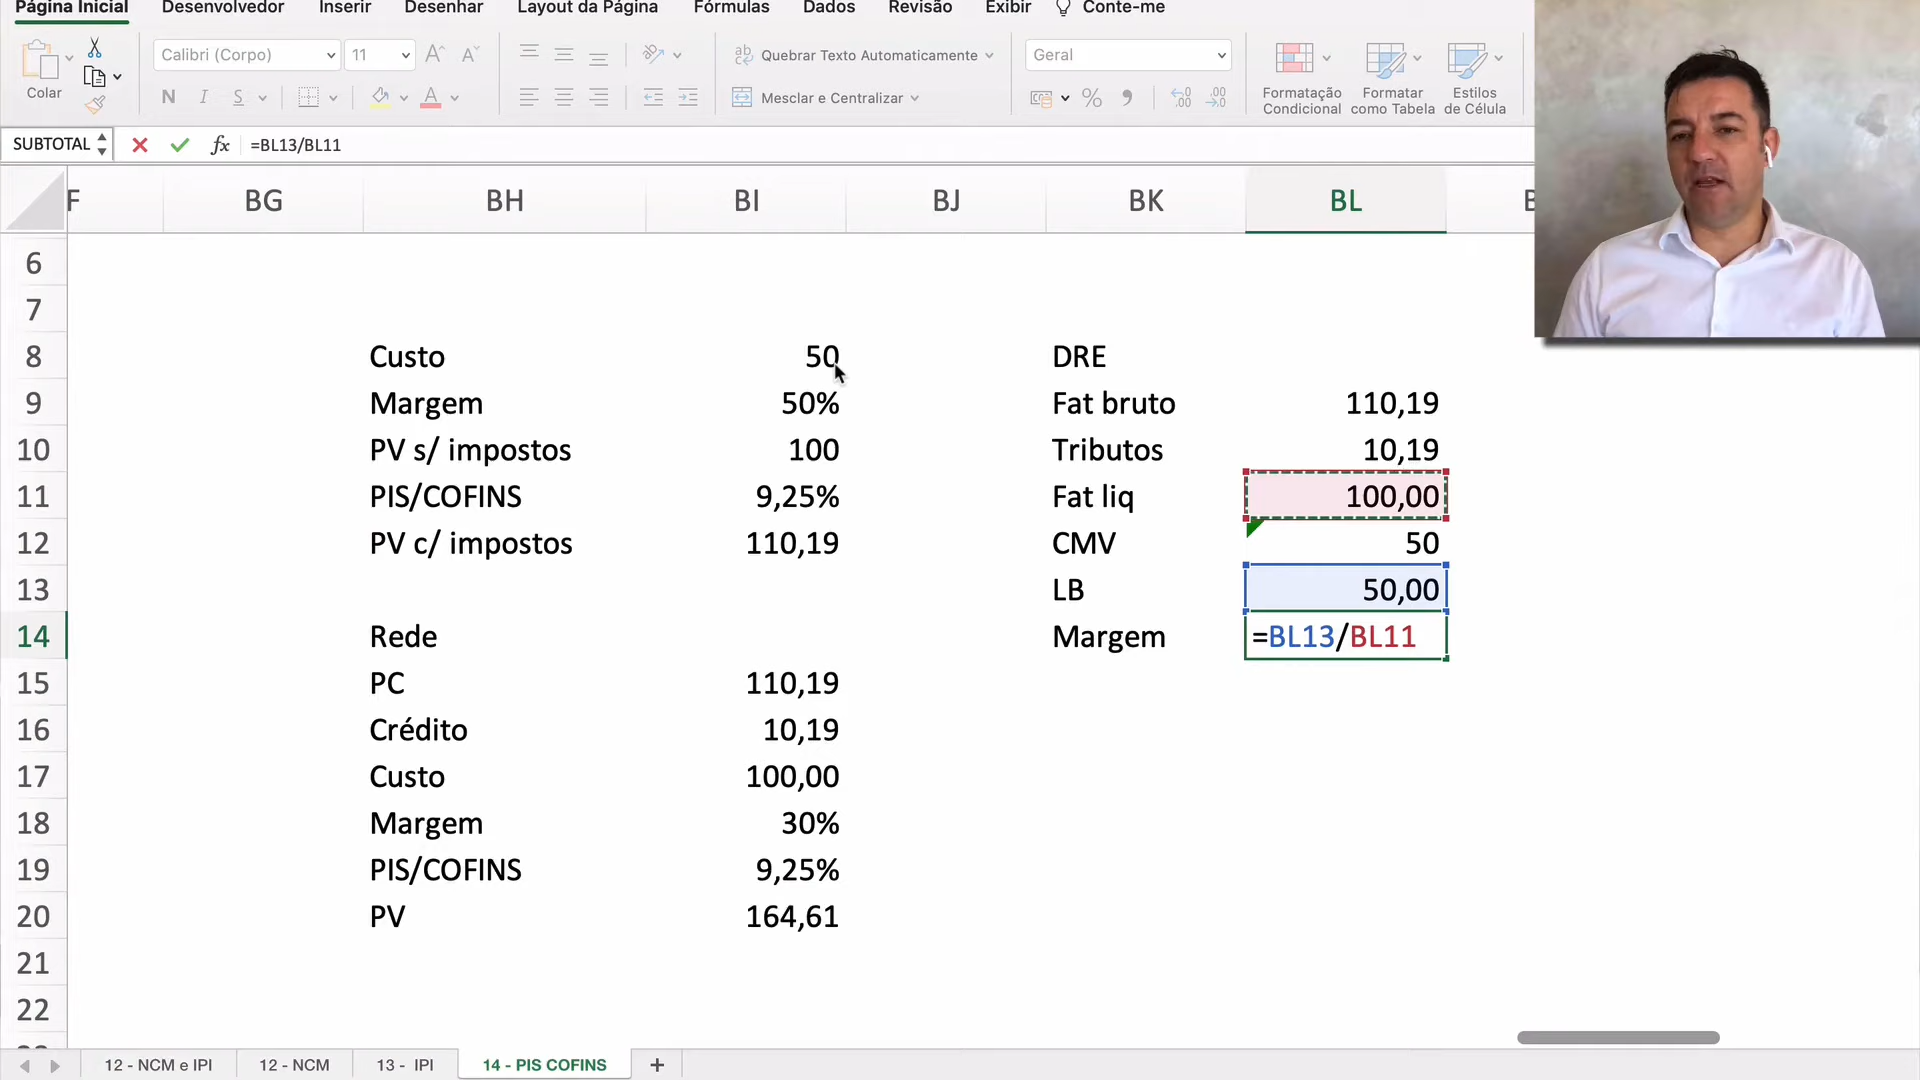 Página Inicial Desenvolvedor Inserir Desenhar Layout da Página Fórmulas Dados Revisão Exibir Conte-me
Colar Calibri (Corpo) 11 A A ab Quebrar Texto Automaticamente Geral
N I S A Mesclar e Centralizar % Formatação Condicional Formatar como Tabela Estilos de Célula
SUBTOTAL fx =BL13/BL11
F BG BH BI BJ BK BL
6
7
8 Custo 50 DRE
9 Margem 50% Fat bruto 110,19
10 PV s/ impostos 100 Tributos 10,19
11 PIS/COFINS 9,25% Fat liq 100,00
12 PV c/ impostos 110,19 CMV 50
13 LB 50,00
14 Rede Margem =BL13/BL11
15 PC 110,19
16 Crédito 10,19
17 Custo 100,00
18 Margem 30%
19 PIS/COFINS 9,25%
20 PV 164,61
21
22
12 - NCM e IPI 12 - NCM 13 - IPI 14 - PIS COFINS +